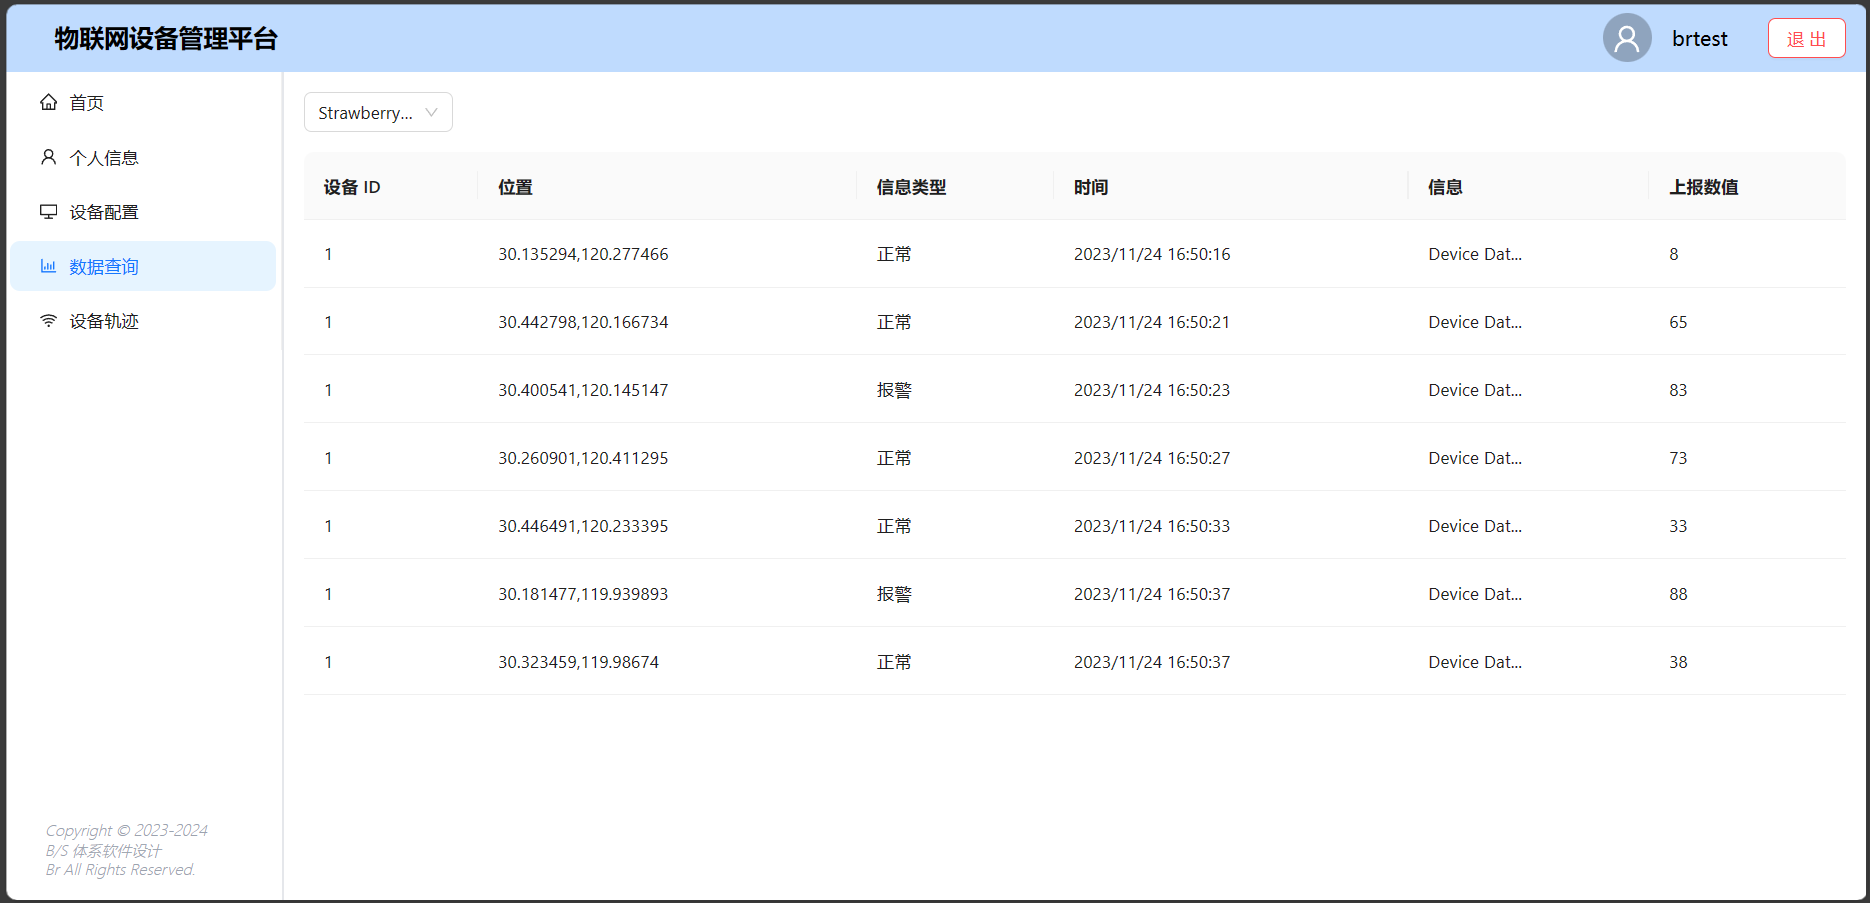 物联网设备管理平台
brtest
退 出
首页
个人信息
设备配置
数据查询
设备轨迹
Strawberry...
设备 ID 位置 信息类型 时间 信息 上报数值
1 30.135294,120.277466 正常 2023/11/24 16:50:16 Device Dat... 8
1 30.442798,120.166734 正常 2023/11/24 16:50:21 Device Dat... 65
1 30.400541,120.145147 报警 2023/11/24 16:50:23 Device Dat... 83
1 30.260901,120.411295 正常 2023/11/24 16:50:27 Device Dat... 73
1 30.446491,120.233395 正常 2023/11/24 16:50:33 Device Dat... 33
1 30.181477,119.939893 报警 2023/11/24 16:50:37 Device Dat... 88
1 30.323459,119.98674 正常 2023/11/24 16:50:37 Device Dat... 38
Copyright © 2023-2024
B/S 体系软件设计
Br All Rights Reserved.